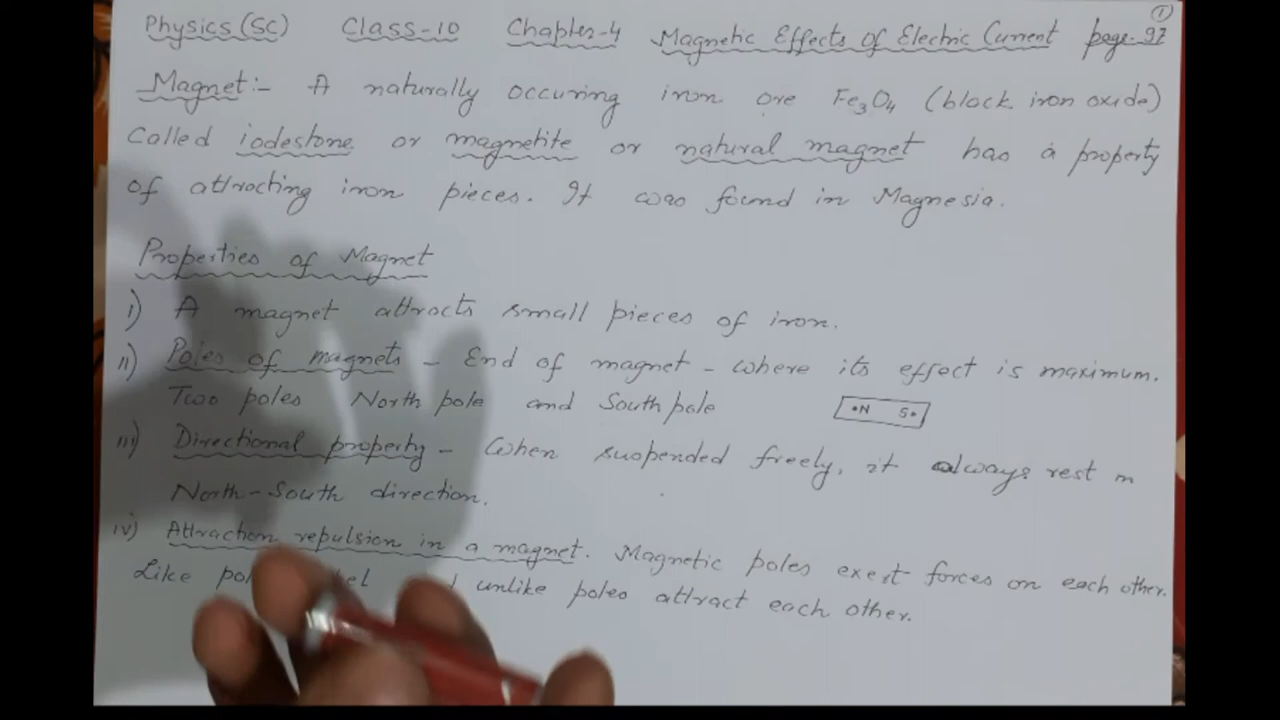 ①
Physics (SC) Class-10 Chapter-4 Magnetic Effects Of Electric Current page. 97
Magnet:- A naturally occuring iron ore Fe3O4 (black iron oxide)
Called iodestone or magnetite or natural magnet has a property
of attracting iron pieces. It was found in Magnesia.
Properties of Magnet
i) A magnet attracts small pieces of iron.
ii) Poles of magnets - End of magnet - where its effect is maximum.
Two poles North pole and South pole
•N S•
iii) Directional property - When suspended freely, it always rest in
North-South direction.
iv) Attraction repulsion in a magnet. Magnetic poles exert forces on each other.
Like unlike poles attract each other.